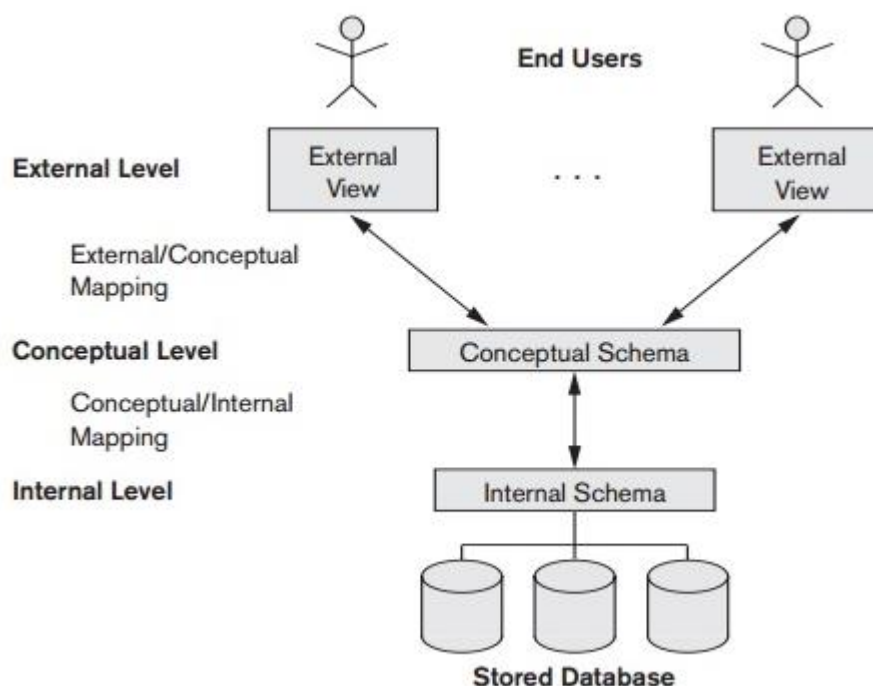 End Users
External Level
External
View
. . .
External
View
External/Conceptual
Mapping
Conceptual Level
Conceptual Schema
Conceptual/Internal
Mapping
Internal Level
Internal Schema
Stored Database